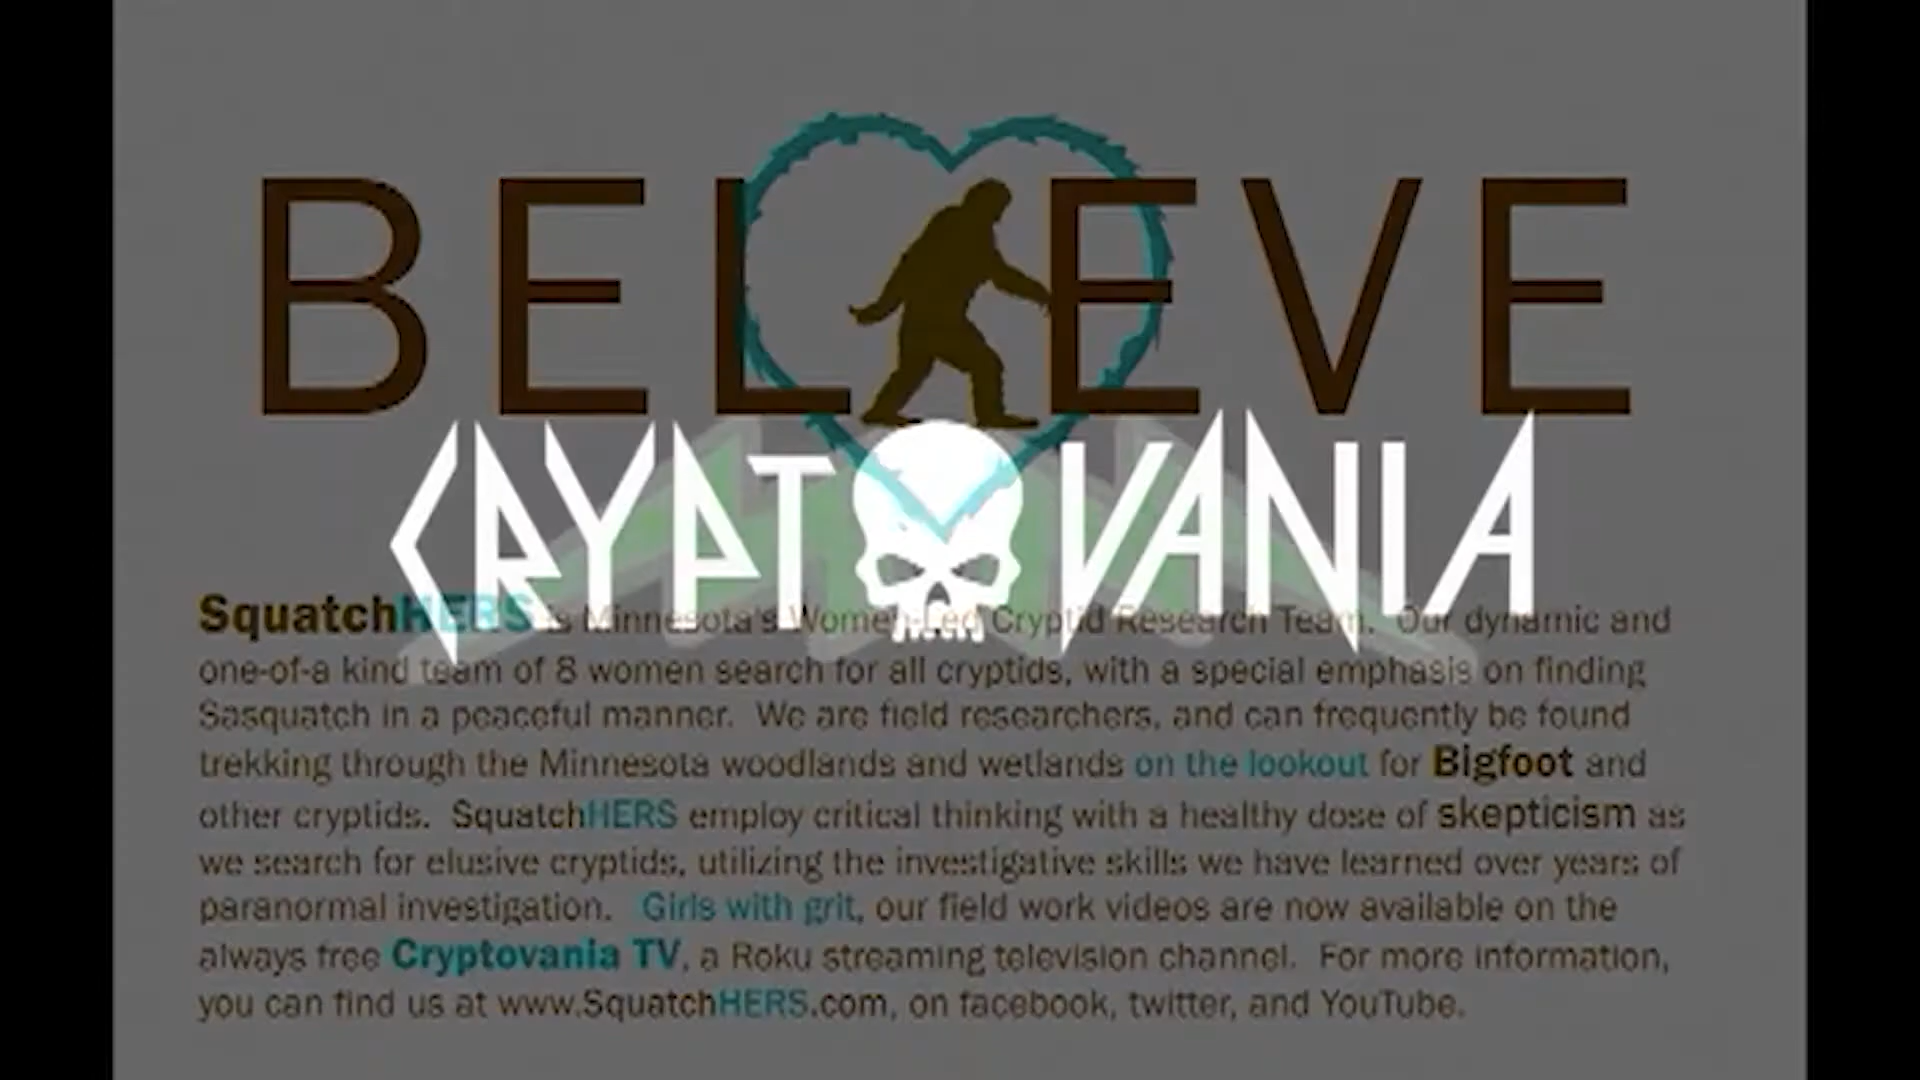 BEL EVE
CRYPT VANIA
SquatchHERS is Minnesota's Women-Led Cryptid Research Team. Our dynamic and
one-of-a kind team of 8 women search for all cryptids, with a special emphasis on finding
Sasquatch in a peaceful manner. We are field researchers, and can frequently be found
trekking through the Minnesota woodlands and wetlands on the lookout for Bigfoot and
other cryptids. SquatchHERS employ critical thinking with a healthy dose of skepticism as
we search for elusive cryptids, utilizing the investigative skills we have learned over years of
paranormal investigation. Girls with grit, our field work videos are now available on the
always free Cryptovania TV, a Roku streaming television channel. For more information,
you can find us at www.SquatchHERS.com, on facebook, twitter, and YouTube.